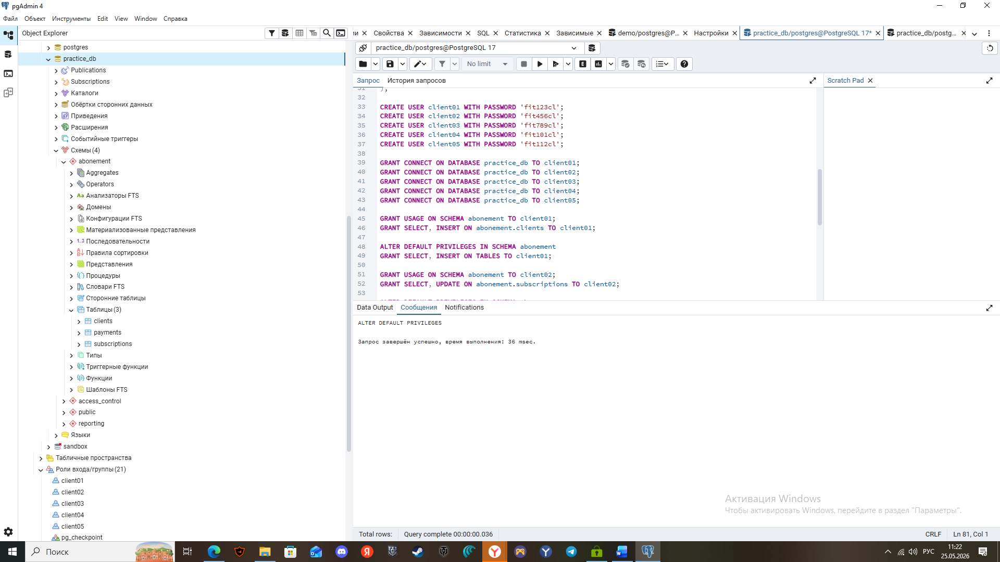 pgAdmin 4
Файл Объект Инструменты Edit View Window Справка
Object Explorer
ии Свойства Зависимости SQL Статистика Зависимые demo/postgres@P... Настройки practice_db/postgres@PostgreSQL 17* practice_db/postg...
postgres
practice_db
Publications
Subscriptions
Каталоги
Обёртки сторонних данных
Приведения
Расширения
Событийные триггеры
Схемы (4)
abonement
Aggregates
Operators
Aa Анализаторы FTS
Домены
Конфигурации FTS
Материализованные представления
1..3 Последовательности
Правила сортировки
Представления
Процедуры
Словари FTS
Сторонние таблицы
Таблицы (3)
clients
payments
subscriptions
Типы
Триггерные функции
Функции
Шаблоны FTS
access_control
public
reporting
Языки
sandbox
Табличные пространства
Роли входа/группы (21)
client01
client02
client03
client04
client05
pg_checkpoint
practice_db/postgres@PostgreSQL 17
No limit
Запрос История запросов
Scratch Pad
31 );
32
33 CREATE USER client01 WITH PASSWORD 'fit123cl';
34 CREATE USER client02 WITH PASSWORD 'fit456cl';
35 CREATE USER client03 WITH PASSWORD 'fit789cl';
36 CREATE USER client04 WITH PASSWORD 'fit101cl';
37 CREATE USER client05 WITH PASSWORD 'fit112cl';
38
39 GRANT CONNECT ON DATABASE practice_db TO client01;
40 GRANT CONNECT ON DATABASE practice_db TO client02;
41 GRANT CONNECT ON DATABASE practice_db TO client03;
42 GRANT CONNECT ON DATABASE practice_db TO client04;
43 GRANT CONNECT ON DATABASE practice_db TO client05;
44
45 GRANT USAGE ON SCHEMA abonement TO client01;
46 GRANT SELECT, INSERT ON abonement.clients TO client01;
47
48 ALTER DEFAULT PRIVILEGES IN SCHEMA abonement
49 GRANT SELECT, INSERT ON TABLES TO client01;
50
51 GRANT USAGE ON SCHEMA abonement TO client02;
52 GRANT SELECT, UPDATE ON abonement.subscriptions TO client02;
53
Data Output Сообщения Notifications
ALTER DEFAULT PRIVILEGES
Запрос завершён успешно, время выполнения: 36 msec.
Активация Windows
Чтобы активировать Windows, перейдите в раздел "Параметры".
Total rows: Query complete 00:00:00.036
CRLF Ln 81, Col 1
Поиск
РУС
11:22
25.05.2026